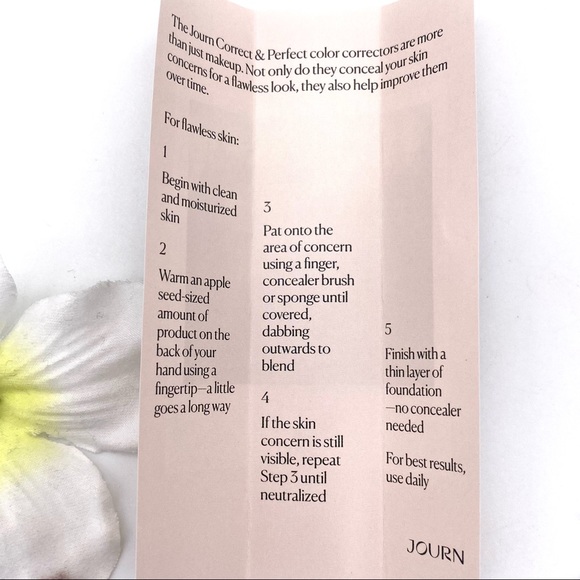 The Journ Correct & Perfect color correctors are more
than just makeup. Not only do they conceal your skin
concerns for a flawless look, they also help improve them
over time.
For flawless skin:
1
Begin with clean
and moisturized
skin
2
Warm an apple
seed-sized
amount of
product on the
back of your
hand using a
fingertip—a little
goes a long way
3
Pat onto the
area of concern
using a finger,
concealer brush
or sponge until
covered,
dabbing
outwards to
blend
4
If the skin
concern is still
visible, repeat
Step 3 until
neutralized
5
Finish with a
thin layer of
foundation
—no concealer
needed
For best results,
use daily
JOURN